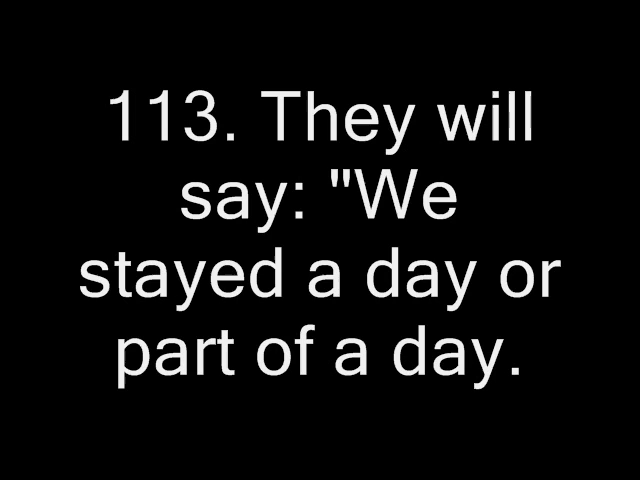 113. They will
say: "We
stayed a day or
part of a day.